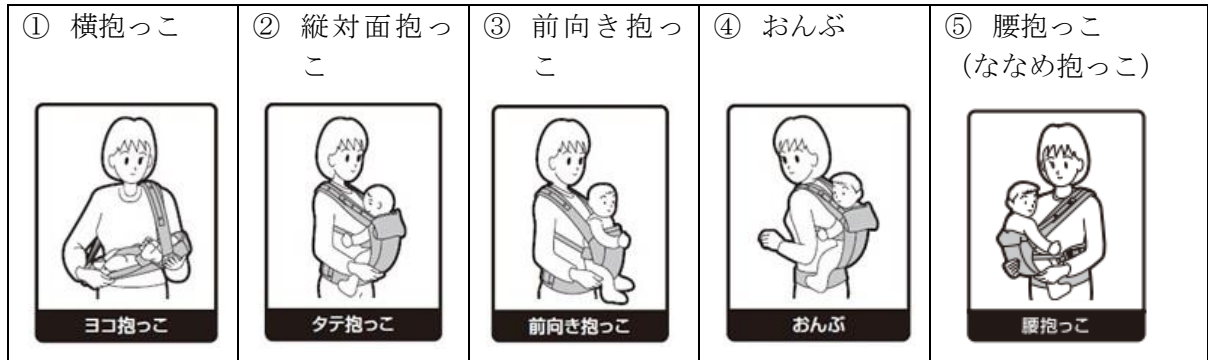 ① 横抱っこ
② 縦対面抱っ
こ
③ 前向き抱っ
こ
④ おんぶ
⑤ 腰抱っこ
（ななめ抱っこ）
ヨコ抱っこ
タテ抱っこ
前向き抱っこ
おんぶ
腰抱っこ